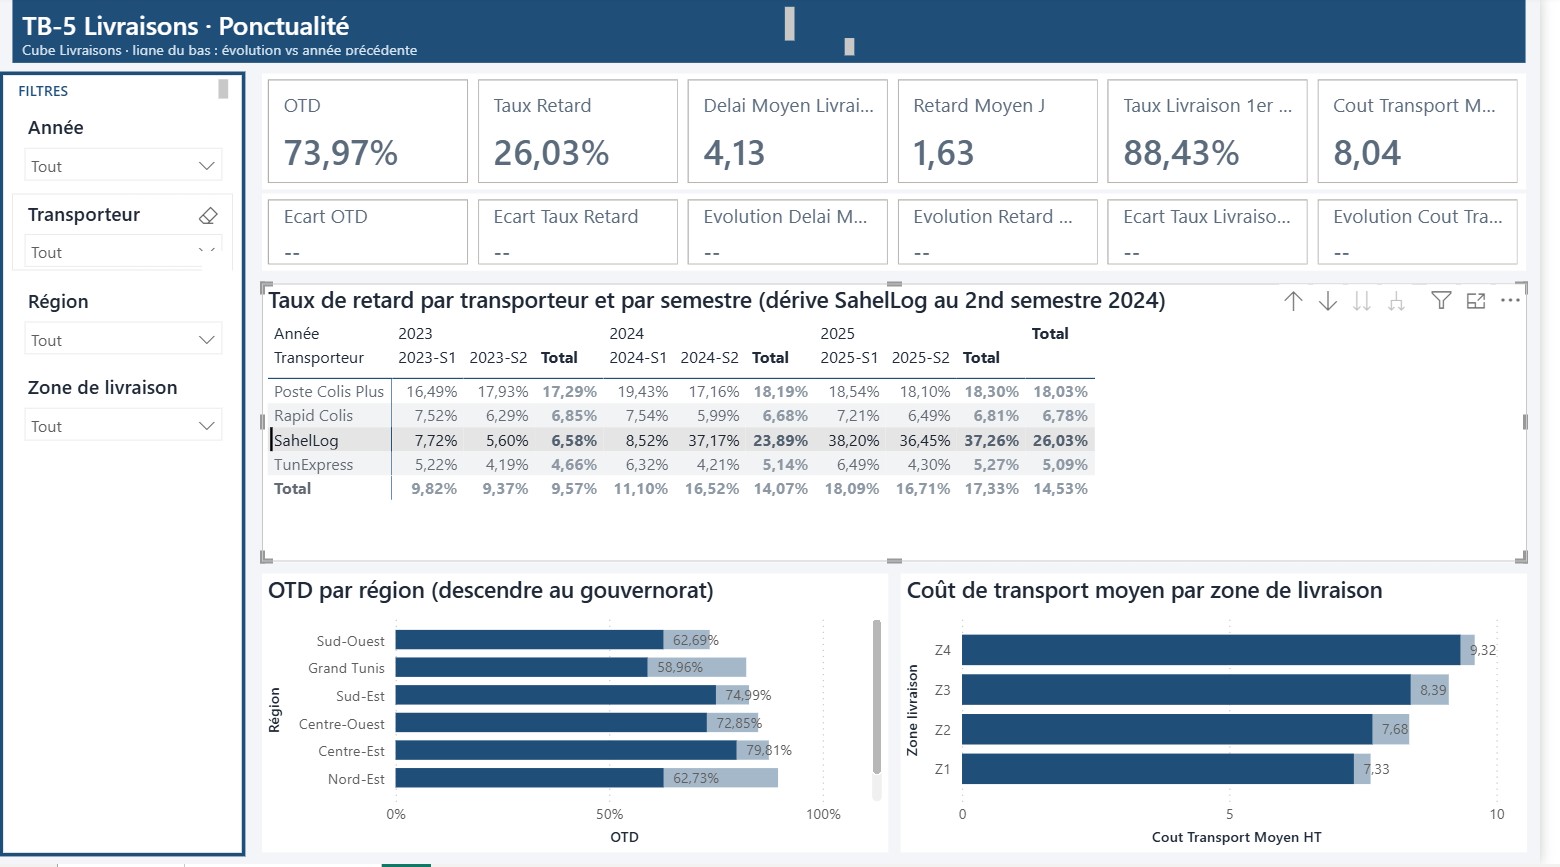 TB-5 Livraisons · Ponctualité
Cube Livraisons · ligne du bas : évolution vs année précédente
FILTRES
Année
Tout
Transporteur
Tout
Région
Tout
Zone de livraison
Tout
OTD
73,97%
Taux Retard
26,03%
Delai Moyen Livrai...
4,13
Retard Moyen J
1,63
Taux Livraison 1er ...
88,43%
Cout Transport M...
8,04
Ecart OTD
--
Ecart Taux Retard
--
Evolution Delai M...
--
Evolution Retard ...
--
Ecart Taux Livraiso...
--
Evolution Cout Tra...
--
Taux de retard par transporteur et par semestre (dérive SahelLog au 2nd semestre 2024)
Année 2023 2024 2025 Total
Transporteur 2023-S1 2023-S2 Total 2024-S1 2024-S2 Total 2025-S1 2025-S2 Total
Poste Colis Plus 16,49% 17,93% 17,29% 19,43% 17,16% 18,19% 18,54% 18,10% 18,30% 18,03%
Rapid Colis 7,52% 6,29% 6,85% 7,54% 5,99% 6,68% 7,21% 6,49% 6,81% 6,78%
SahelLog 7,72% 5,60% 6,58% 8,52% 37,17% 23,89% 38,20% 36,45% 37,26% 26,03%
TunExpress 5,22% 4,19% 4,66% 6,32% 4,21% 5,14% 6,49% 4,30% 5,27% 5,09%
Total 9,82% 9,37% 9,57% 11,10% 16,52% 14,07% 18,09% 16,71% 17,33% 14,53%
OTD par région (descendre au gouvernorat)
Région
Sud-Ouest 62,69%
Grand Tunis 58,96%
Sud-Est 74,99%
Centre-Ouest 72,85%
Centre-Est 79,81%
Nord-Est 62,73%
0% 50% 100%
OTD
Coût de transport moyen par zone de livraison
Zone livraison
Z4 9,32
Z3 8,39
Z2 7,68
Z1 7,33
0 5 10
Cout Transport Moyen HT